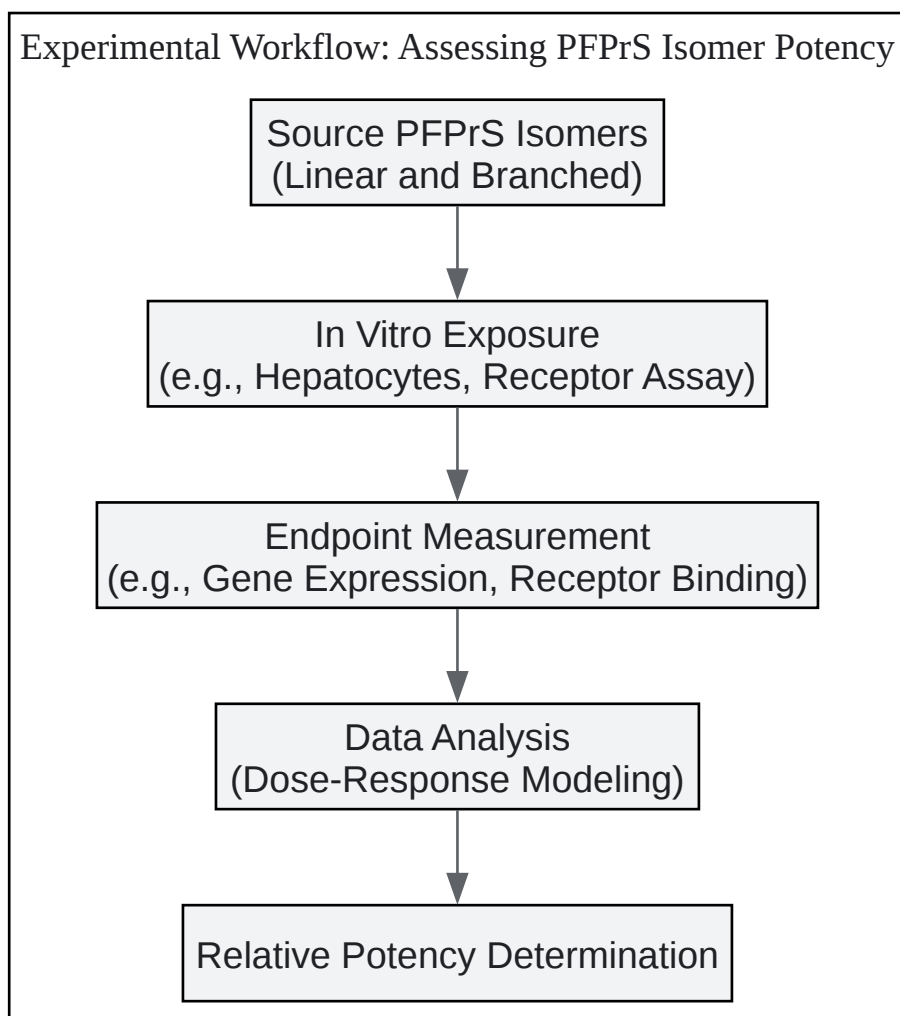 Experimental Workflow: Assessing PFPrS Isomer Potency
Source PFPrS Isomers
(Linear and Branched)
In Vitro Exposure
(e.g., Hepatocytes, Receptor Assay)
Endpoint Measurement
(e.g., Gene Expression, Receptor Binding)
Data Analysis
(Dose-Response Modeling)
Relative Potency Determination